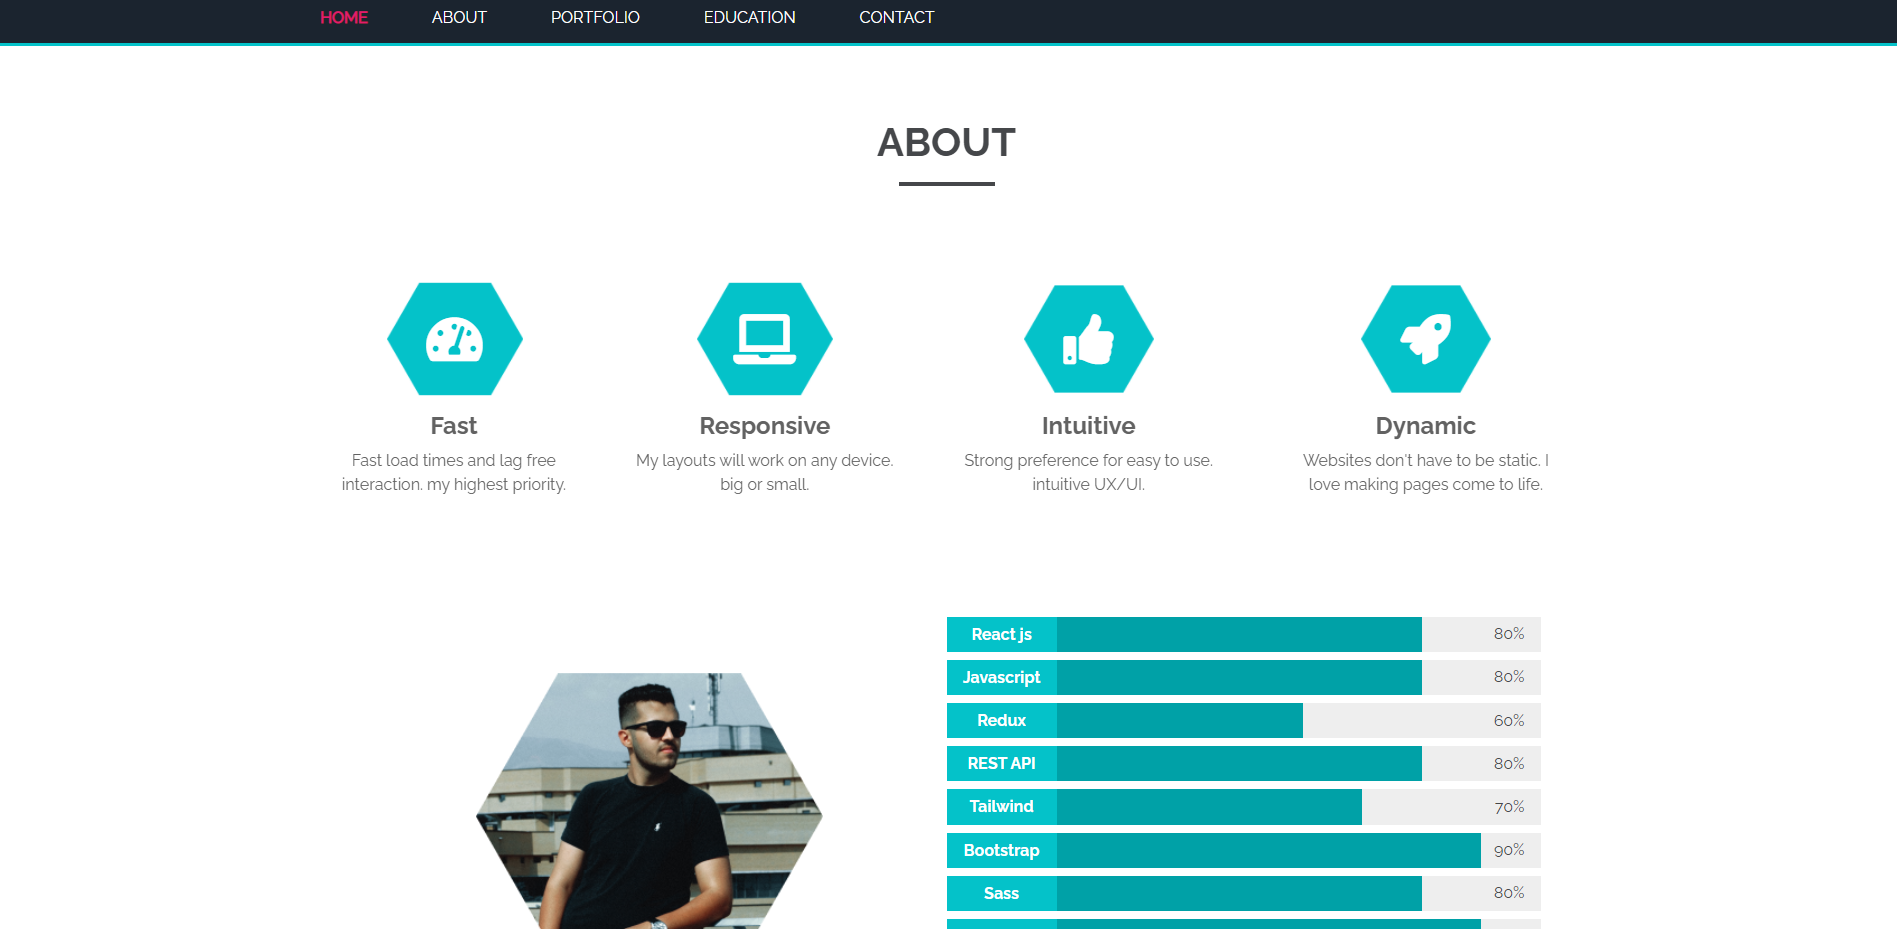 HOME ABOUT PORTFOLIO EDUCATION CONTACT
ABOUT
Fast
Fast load times and lag free
interaction. my highest priority.
Responsive
My layouts will work on any device.
big or small.
Intuitive
Strong preference for easy to use.
intuitive UX/UI.
Dynamic
Websites don't have to be static. I
love making pages come to life.
React js 80%
Javascript 80%
Redux 60%
REST API 80%
Tailwind 70%
Bootstrap 90%
Sass 80%